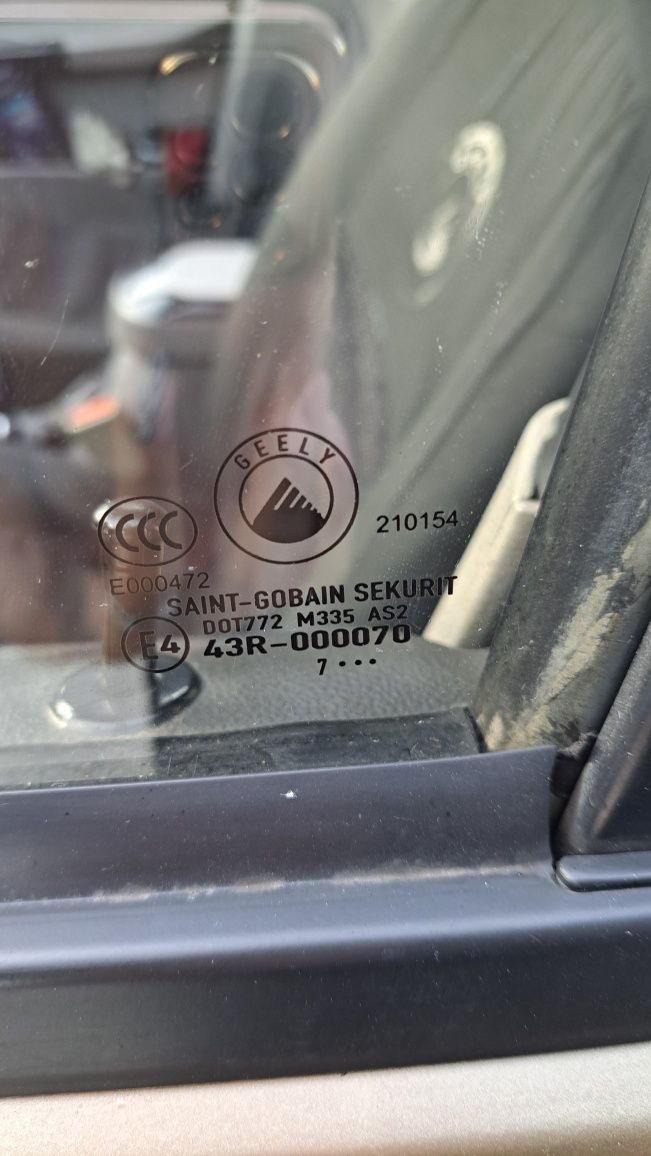 GEELY
CCC
210154
E000472
SAINT-GOBAIN SEKURIT
DOT772 M335 AS2
E4
43R-000070
7 •••